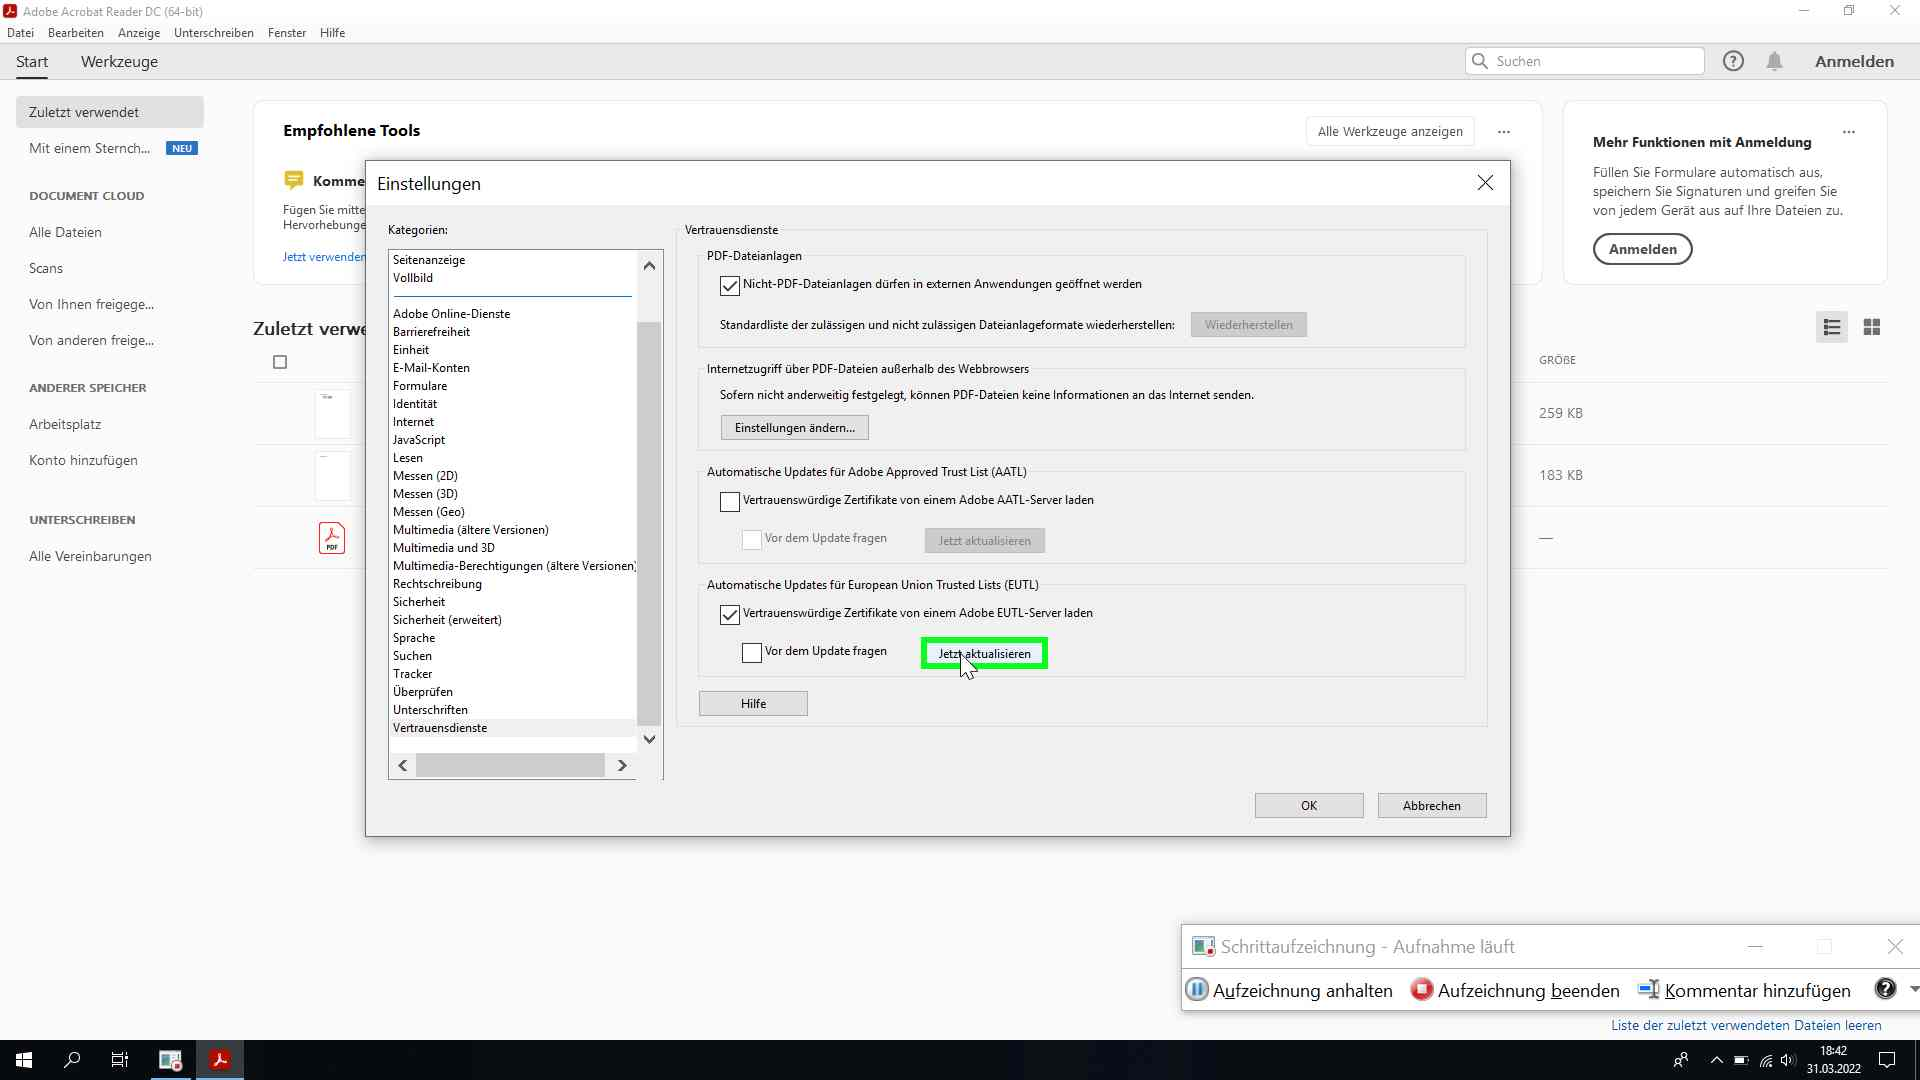 Adobe Acrobat Reader DC (64-bit)
Datei Bearbeiten Anzeige Unterschreiben Fenster Hilfe
Start Werkzeuge Suchen Anmelden
Zuletzt verwendet
Mit einem Sternch... NEU
DOCUMENT CLOUD
Alle Dateien
Scans
Von Ihnen freigege...
Von anderen freige...
ANDERER SPEICHER
Arbeitsplatz
Konto hinzufügen
UNTERSCHREIBEN
Alle Vereinbarungen
Empfohlene Tools
Alle Werkzeuge anzeigen
Komme
Fügen Sie mitte
Hervorhebunge
Jetzt verwenden
Zuletzt verwe
PDF
Mehr Funktionen mit Anmeldung
Füllen Sie Formulare automatisch aus,
speichern Sie Signaturen und greifen Sie
von jedem Gerät aus auf Ihre Dateien zu.
Anmelden
GRÖßE
259 KB
183 KB
—
Einstellungen
Kategorien:
Seitenanzeige
Vollbild
Adobe Online-Dienste
Barrierefreiheit
Einheit
E-Mail-Konten
Formulare
Identität
Internet
JavaScript
Lesen
Messen (2D)
Messen (3D)
Messen (Geo)
Multimedia (ältere Versionen)
Multimedia und 3D
Multimedia-Berechtigungen (ältere Versionen)
Rechtschreibung
Sicherheit
Sicherheit (erweitert)
Sprache
Suchen
Tracker
Überprüfen
Unterschriften
Vertrauensdienste
Vertrauensdienste
PDF-Dateianlagen
Nicht-PDF-Dateianlagen dürfen in externen Anwendungen geöffnet werden
Standardliste der zulässigen und nicht zulässigen Dateianlageformate wiederherstellen: Wiederherstellen
Internetzugriff über PDF-Dateien außerhalb des Webbrowsers
Sofern nicht anderweitig festgelegt, können PDF-Dateien keine Informationen an das Internet senden.
Einstellungen ändern...
Automatische Updates für Adobe Approved Trust List (AATL)
Vertrauenswürdige Zertifikate von einem Adobe AATL-Server laden
Vor dem Update fragen Jetzt aktualisieren
Automatische Updates für European Union Trusted Lists (EUTL)
Vertrauenswürdige Zertifikate von einem Adobe EUTL-Server laden
Vor dem Update fragen Jetzt aktualisieren
Hilfe
OK Abbrechen
Schrittaufzeichnung - Aufnahme läuft
Aufzeichnung anhalten Aufzeichnung beenden Kommentar hinzufügen
Liste der zuletzt verwendeten Dateien leeren
18:42
31.03.2022